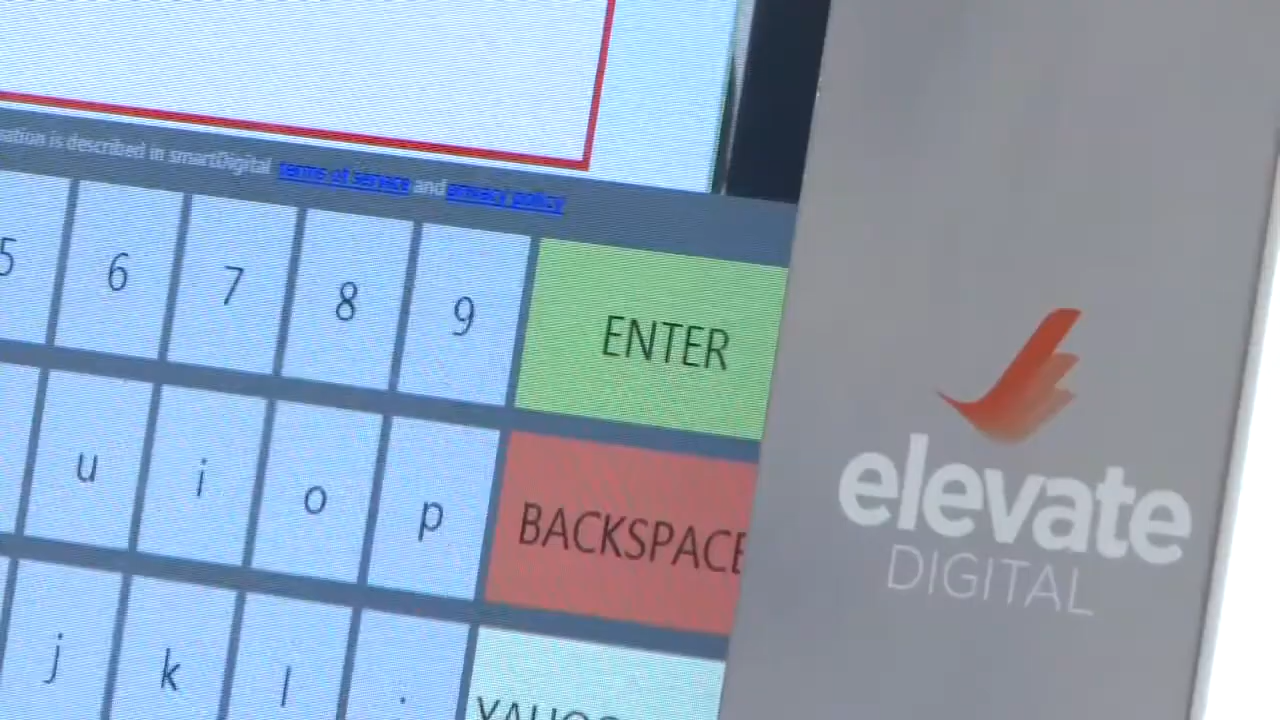 is described in smartDigital terms of service and privacy policy
5 6 7 8 9 ENTER
u i o p BACKSPACE
j k l .
elevate
DIGITAL